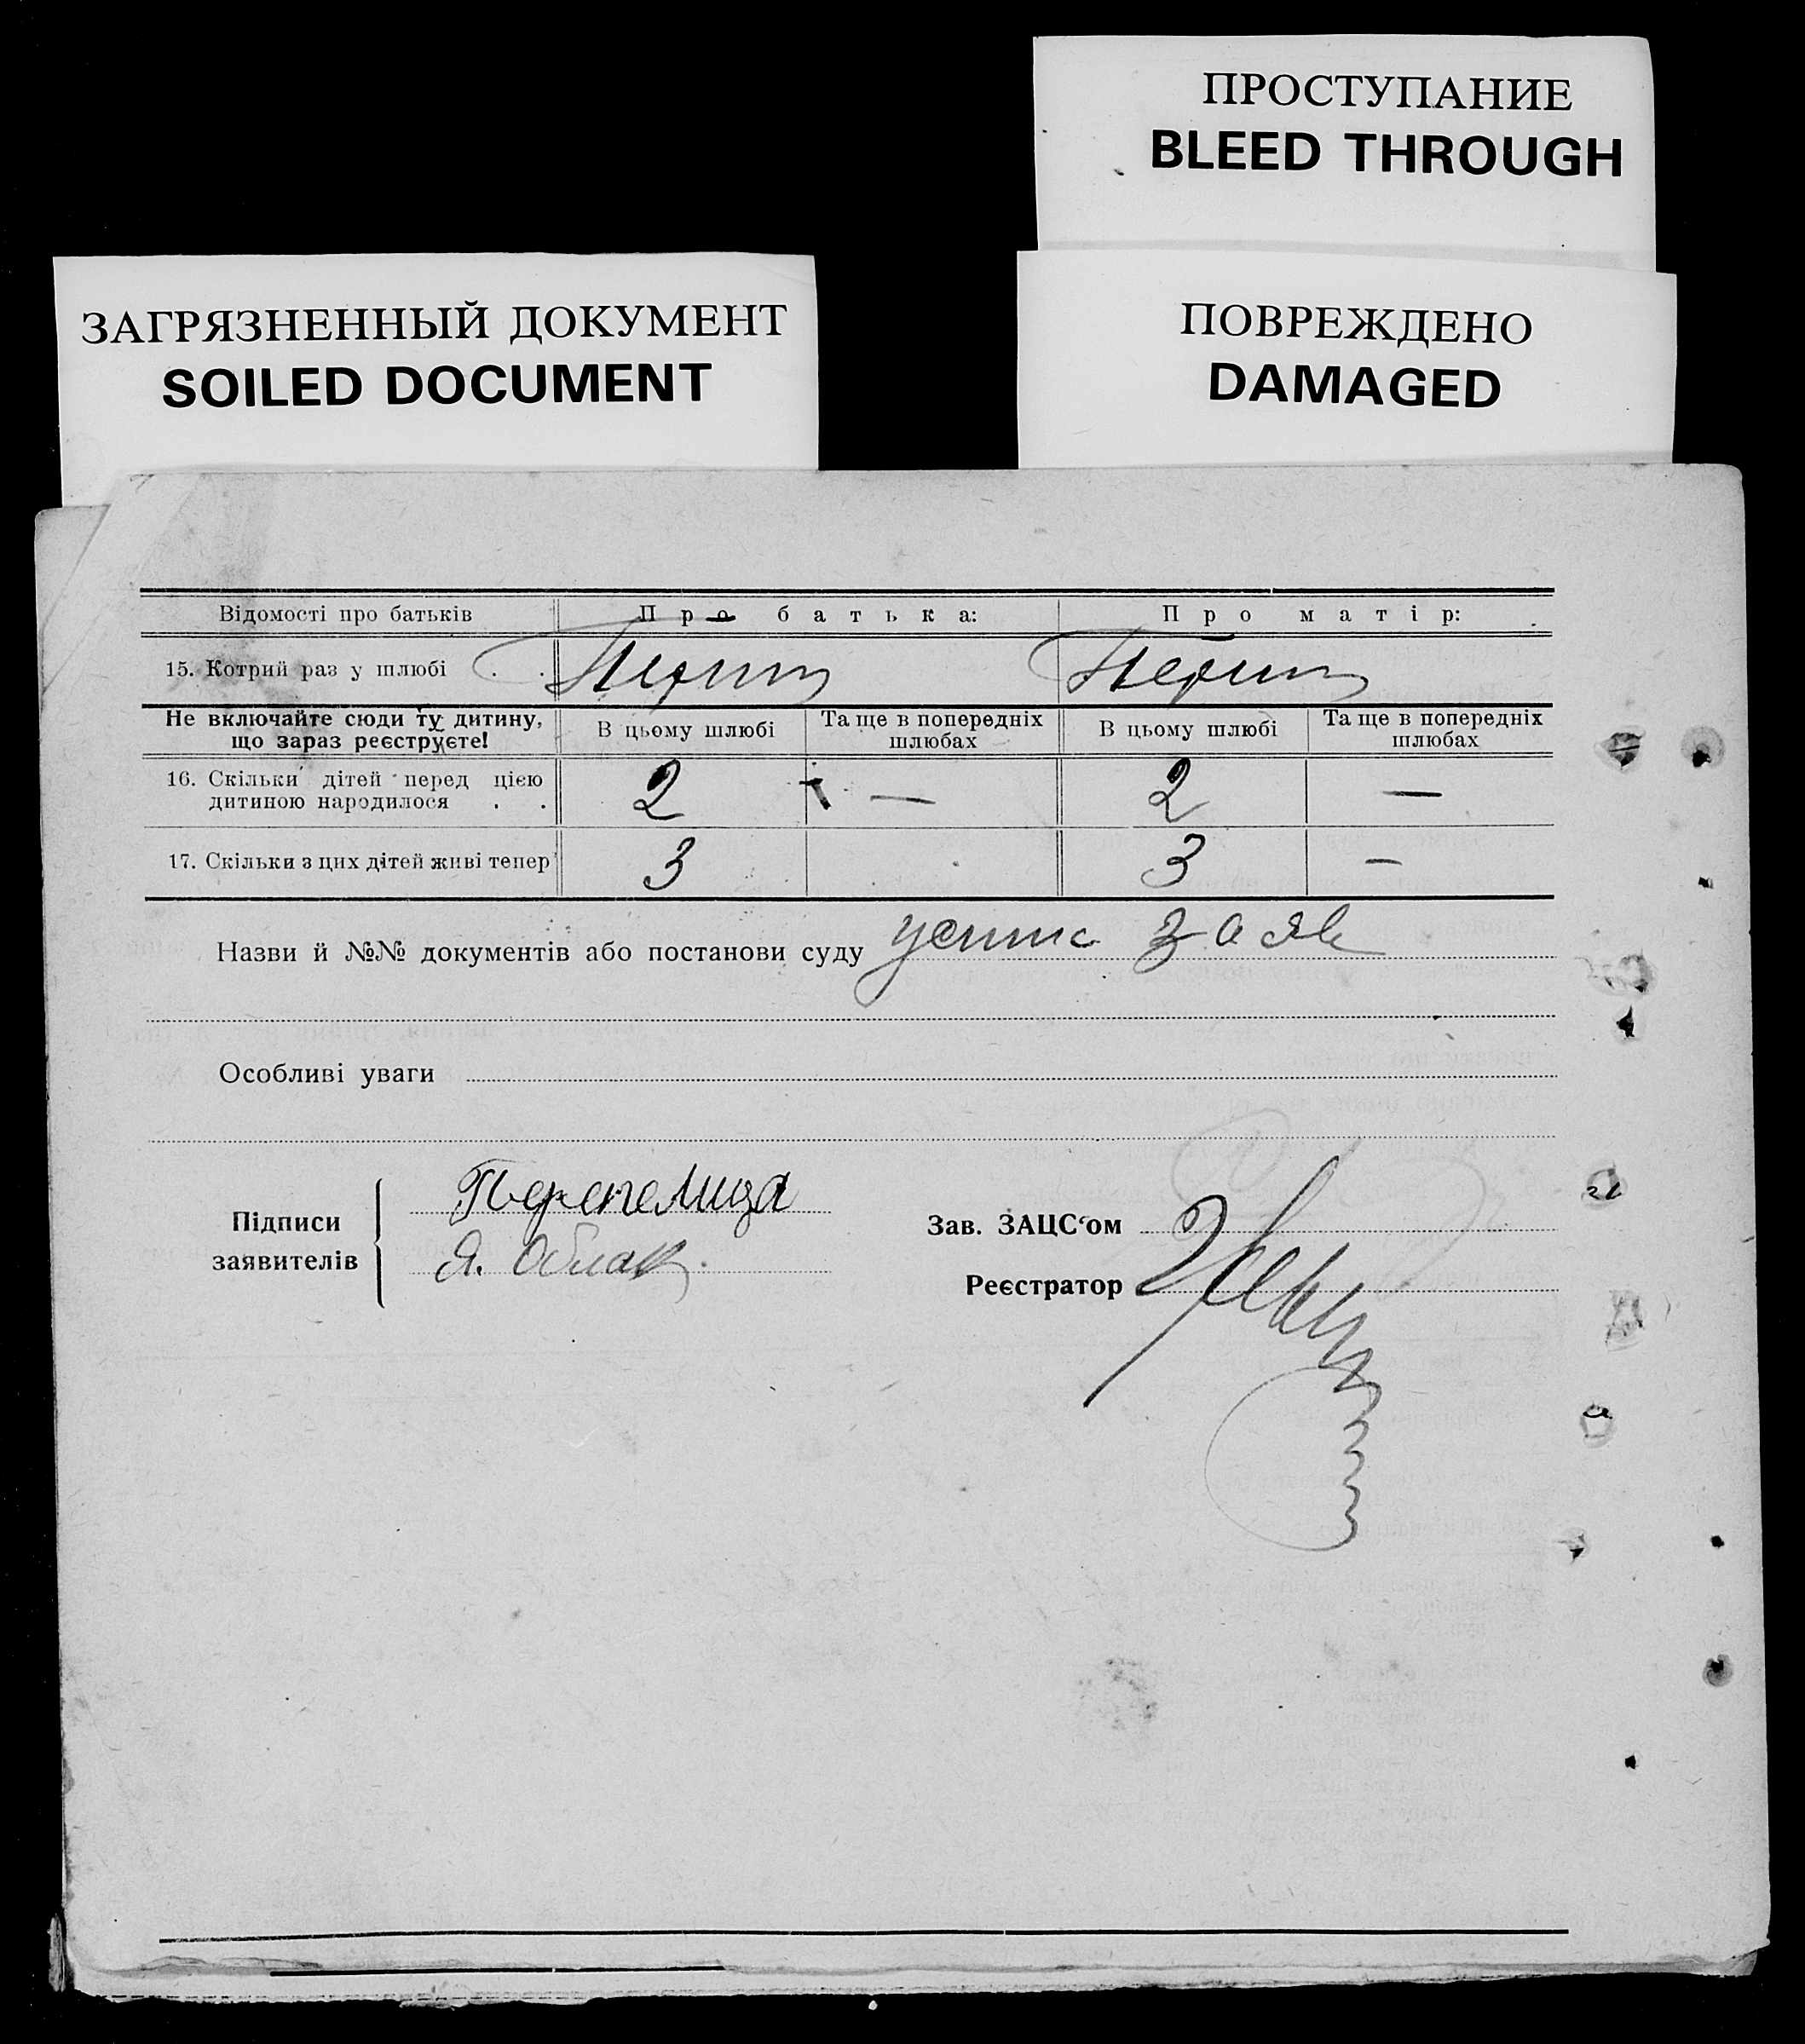 ПРОСТУПАНИЕ
BLEED THROUGH
ЗАГРЯЗНЕННЫЙ ДОКУМЕНТ
SOILED DOCUMENT
ПОВРЕЖДЕНО
DAMAGED
Відомості про батьків Про батька: Про матір:
15. Котрий раз у шлюбі . .
Не включайте сюди ту дитину, що зараз реєструєте! В цьому шлюбі Та ще в попередніх шлюбах В цьому шлюбі Та ще в попередніх шлюбах
16. Скільки дітей перед цією дитиною народилося . . 2 — 2 —
17. Скільки з цих дітей живі тепер 3 3 —
Назви й №№ документів або постанови суду
Особливі уваги
Підписи заявителів
Перепелица
Я.
Зав. ЗАЦС'ом
Реєстратор